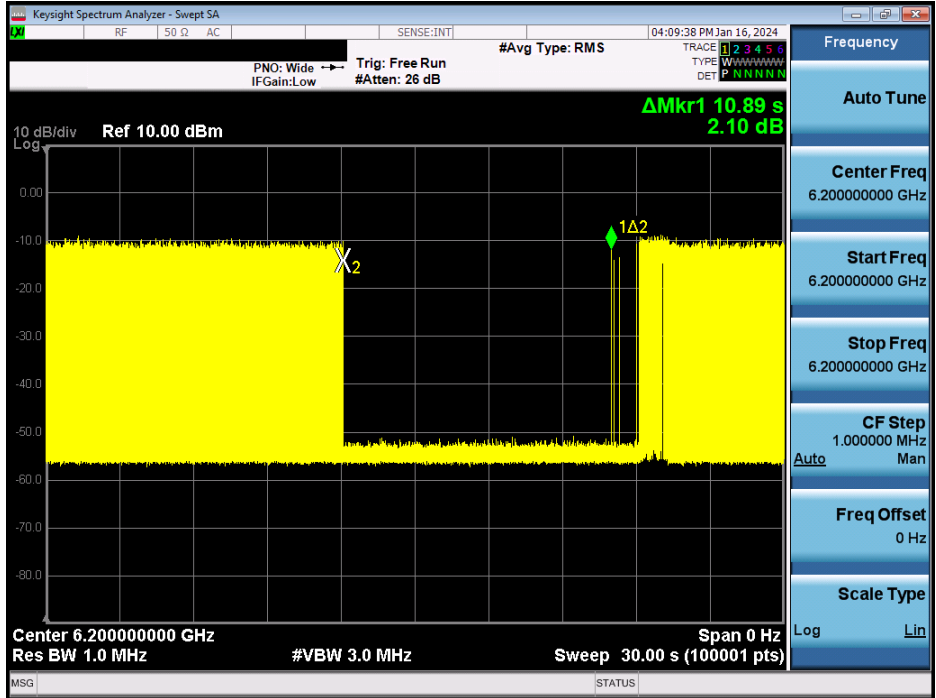 Keysight Spectrum Analyzer - Swept SA
LXI RF 50 Ω AC SENSE:INT 04:09:38 PM Jan 16, 2024
#Avg Type: RMS
TRACE 1 2 3 4 5 6
TYPE W W W W W W
DET P N N N N N
PNO: Wide
IFGain:Low
Trig: Free Run
#Atten: 26 dB
ΔMkr1 10.89 s
2.10 dB
10 dB/div
Log
Ref 10.00 dBm
0.00
-10.0
-20.0
-30.0
-40.0
-50.0
-60.0
-70.0
-80.0
1Δ2
2
Center 6.200000000 GHz
Span 0 Hz
Res BW 1.0 MHz
#VBW 3.0 MHz
Sweep 30.00 s (100001 pts)
MSG
STATUS
Frequency
Auto Tune
Center Freq
6.200000000 GHz
Start Freq
6.200000000 GHz
Stop Freq
6.200000000 GHz
CF Step
1.000000 MHz
Auto Man
Freq Offset
0 Hz
Scale Type
Log Lin